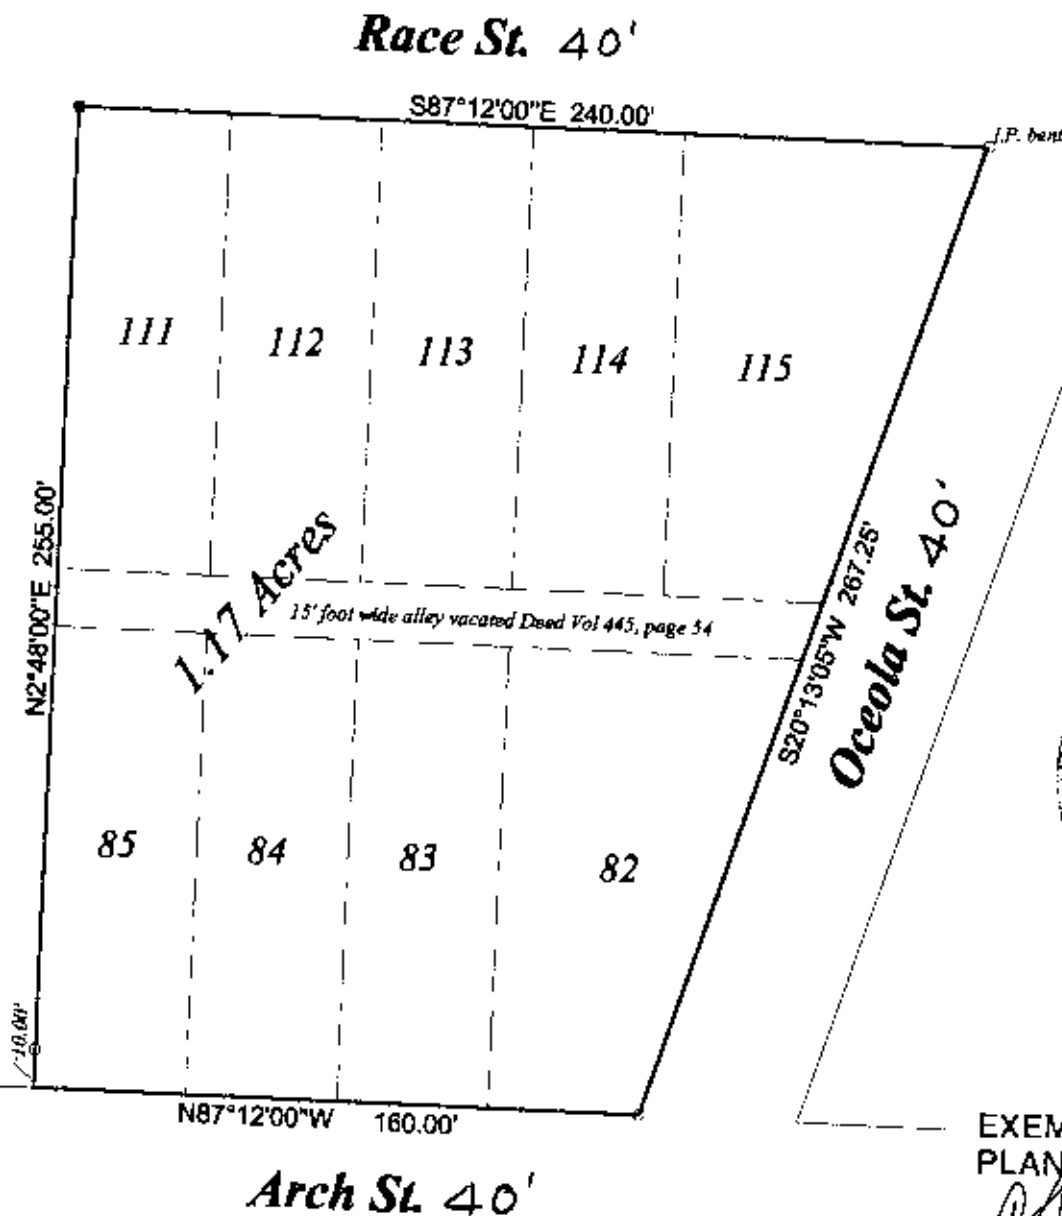 Race St. 40'
S87°12'00"E 240.00'
I.P. bent
111
112
113
114
115
N2°48'00"E 255.00'
1.17 Acres
15' foot wide alley vacated Deed Vol 445, page 54
S20°13'05"W 267.25'
Oceola St. 40'
85
84
83
82
10.00'
N87°12'00"W 160.00'
EXEM
PLAN
Arch St. 40'